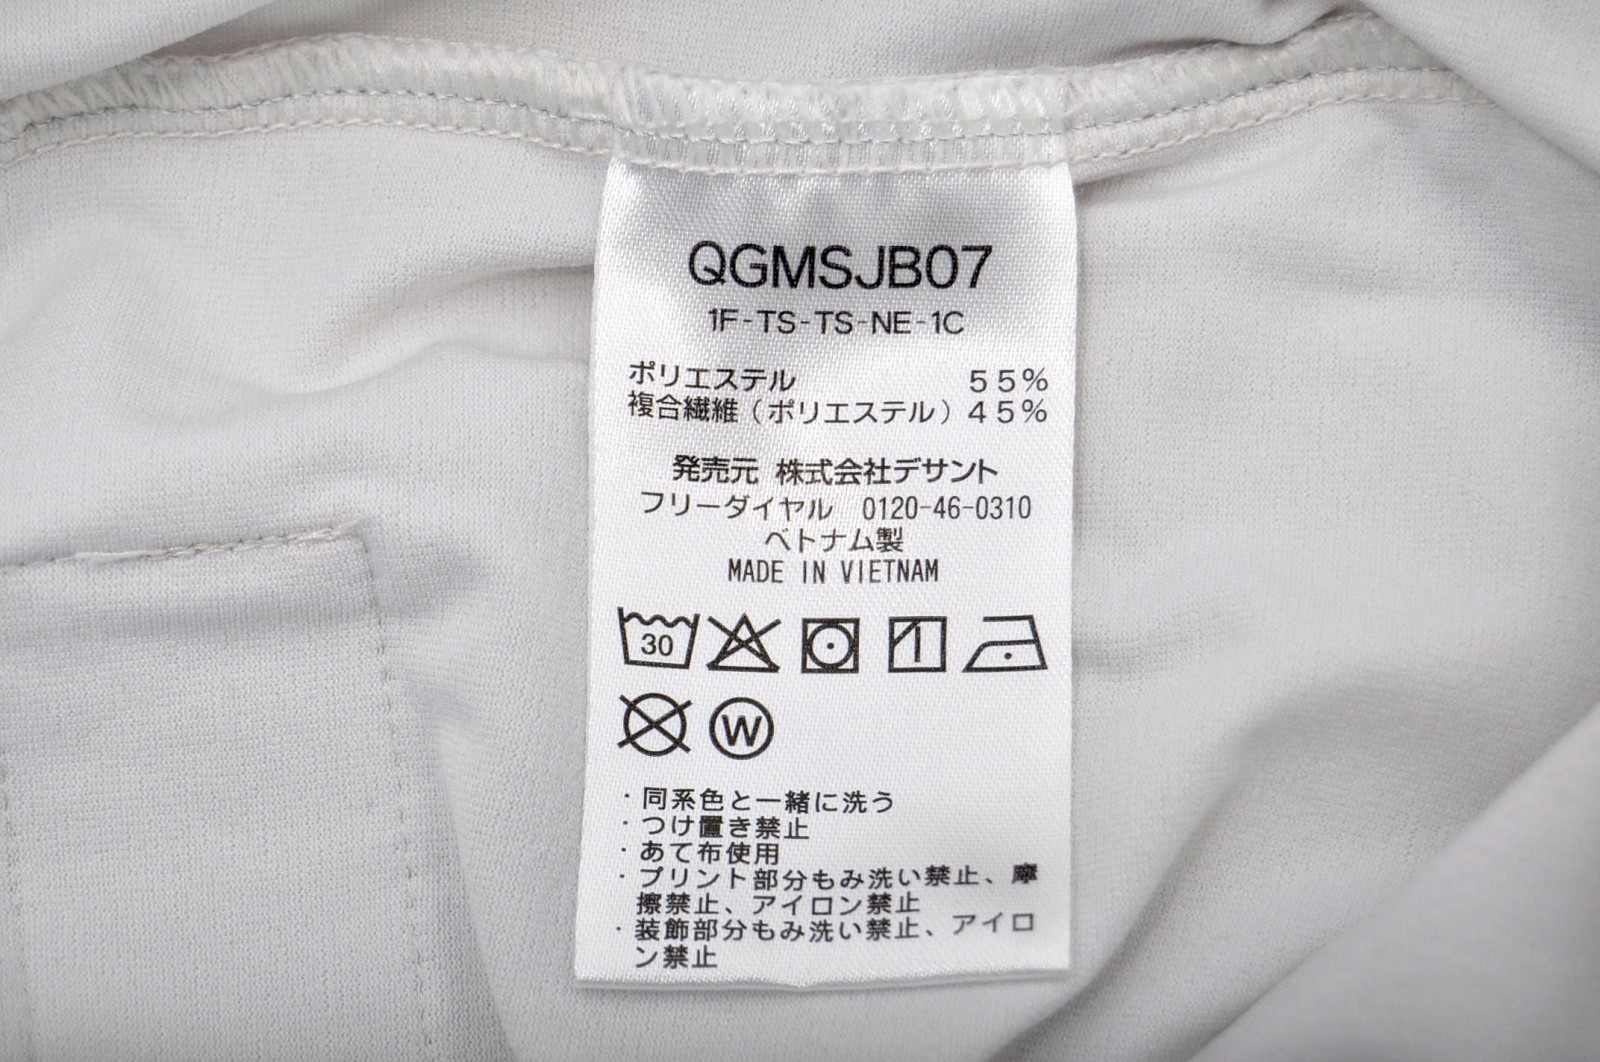 QGMSJB07
1F-TS-TS-NE-1C
ポリエステル 55%
複合繊維(ポリエステル)45%
発売元 株式会社デサント
フリーダイヤル 0120-46-0310
ベトナム製
MADE IN VIETNAM
30
W
・同系色と一緒に洗う
・つけ置き禁止
・あて布使用
・プリント部分もみ洗い禁止、摩
擦禁止、アイロン禁止
・装飾部分もみ洗い禁止、アイロ
ン禁止